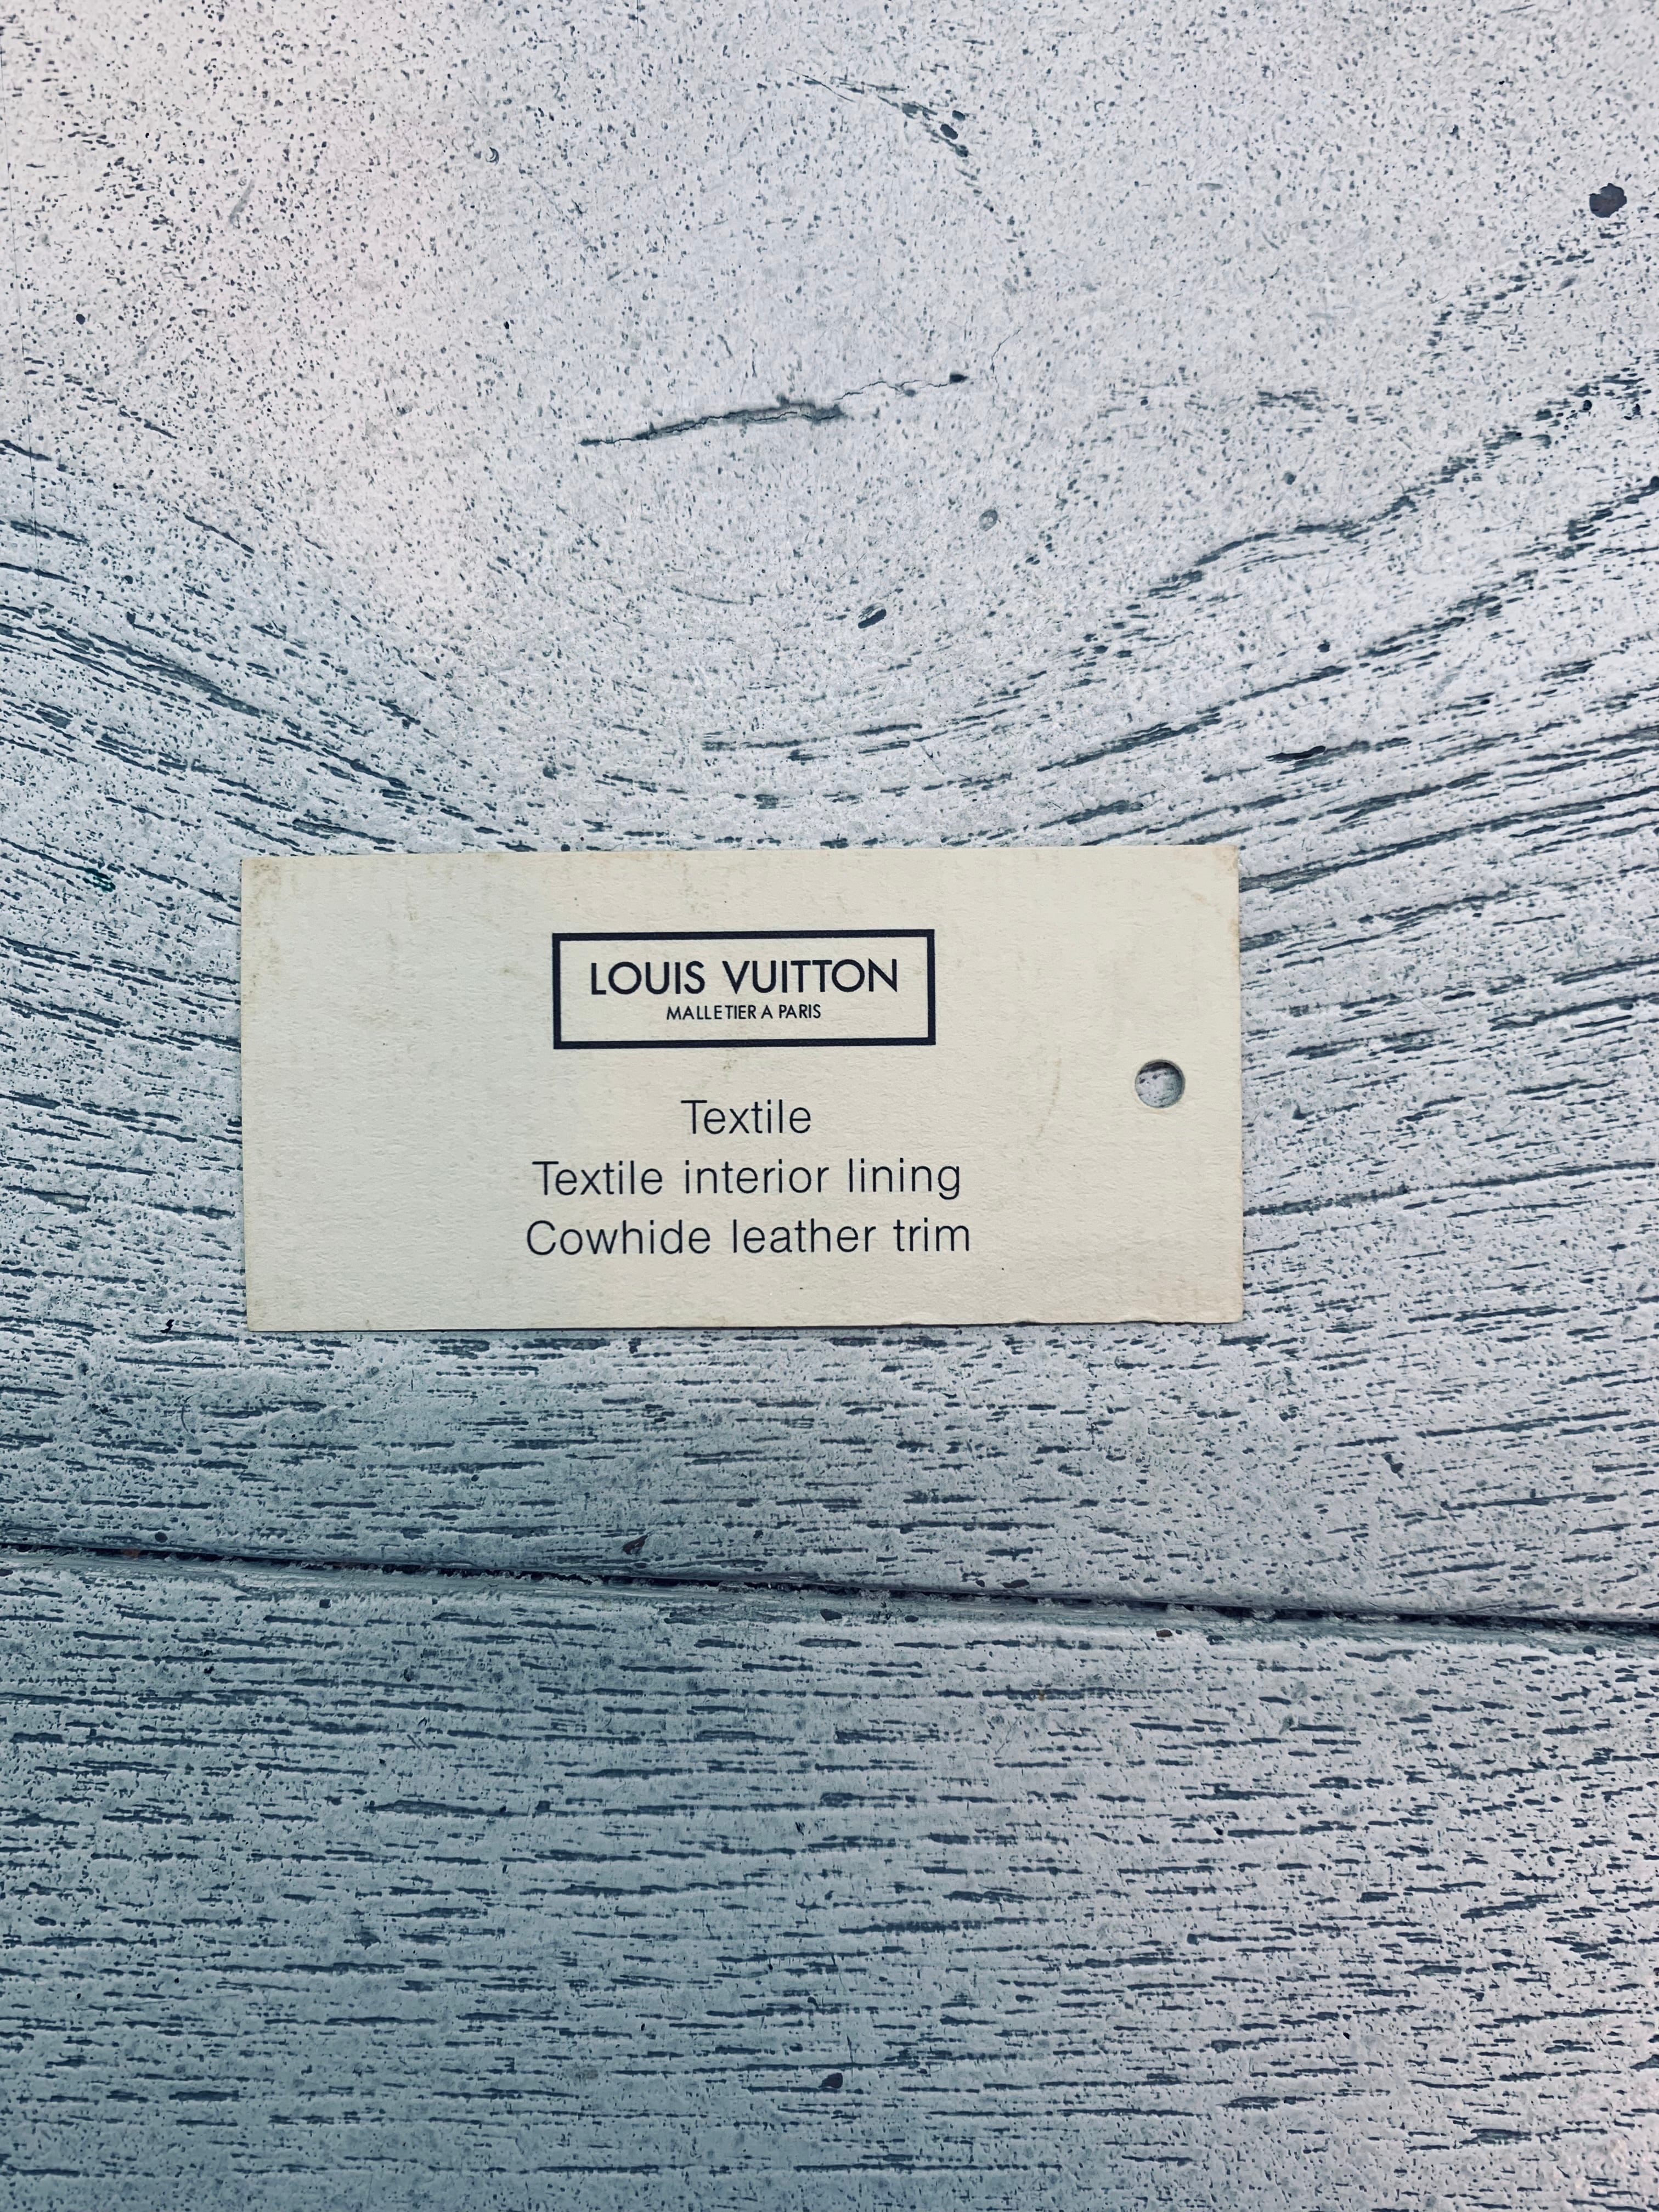 LOUIS VUITTON
MALLETIER A PARIS
Textile
Textile interior lining
Cowhide leather trim